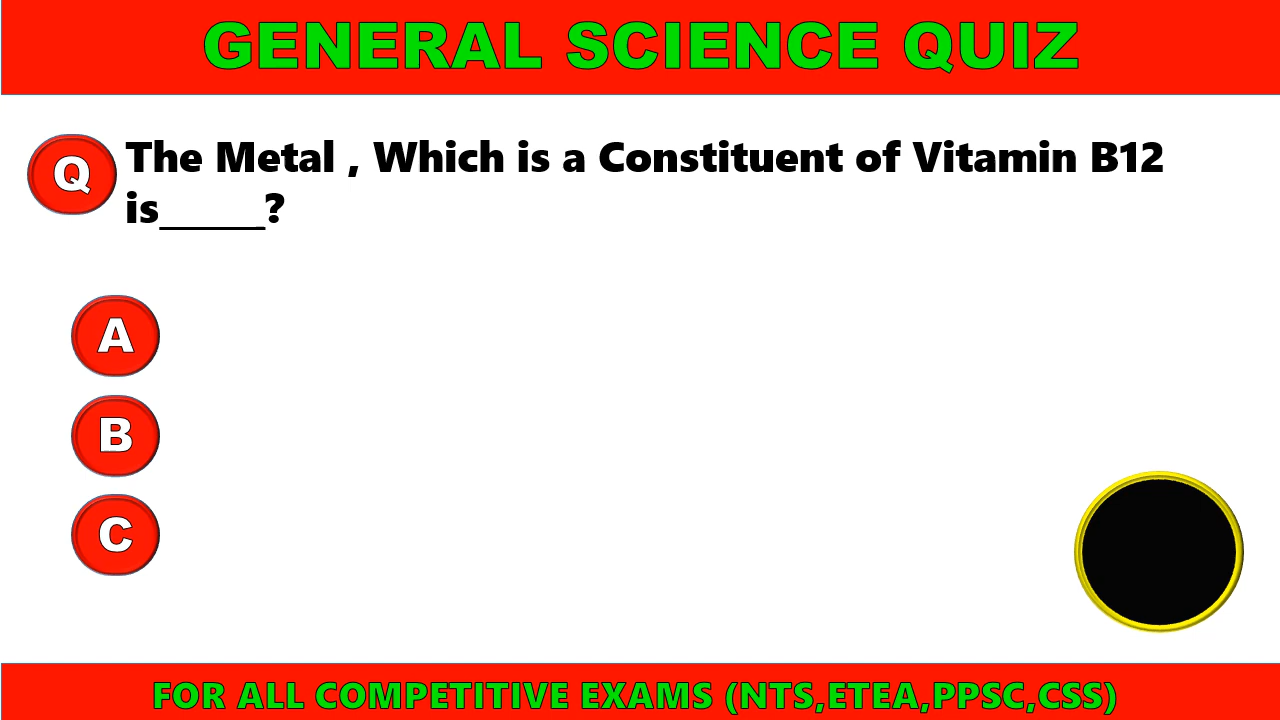 GENERAL SCIENCE QUIZ
Q The Metal , Which is a Constituent of Vitamin B12
is______?
A
B
C
FOR ALL COMPETITIVE EXAMS (NTS,ETEA,PPSC,CSS)